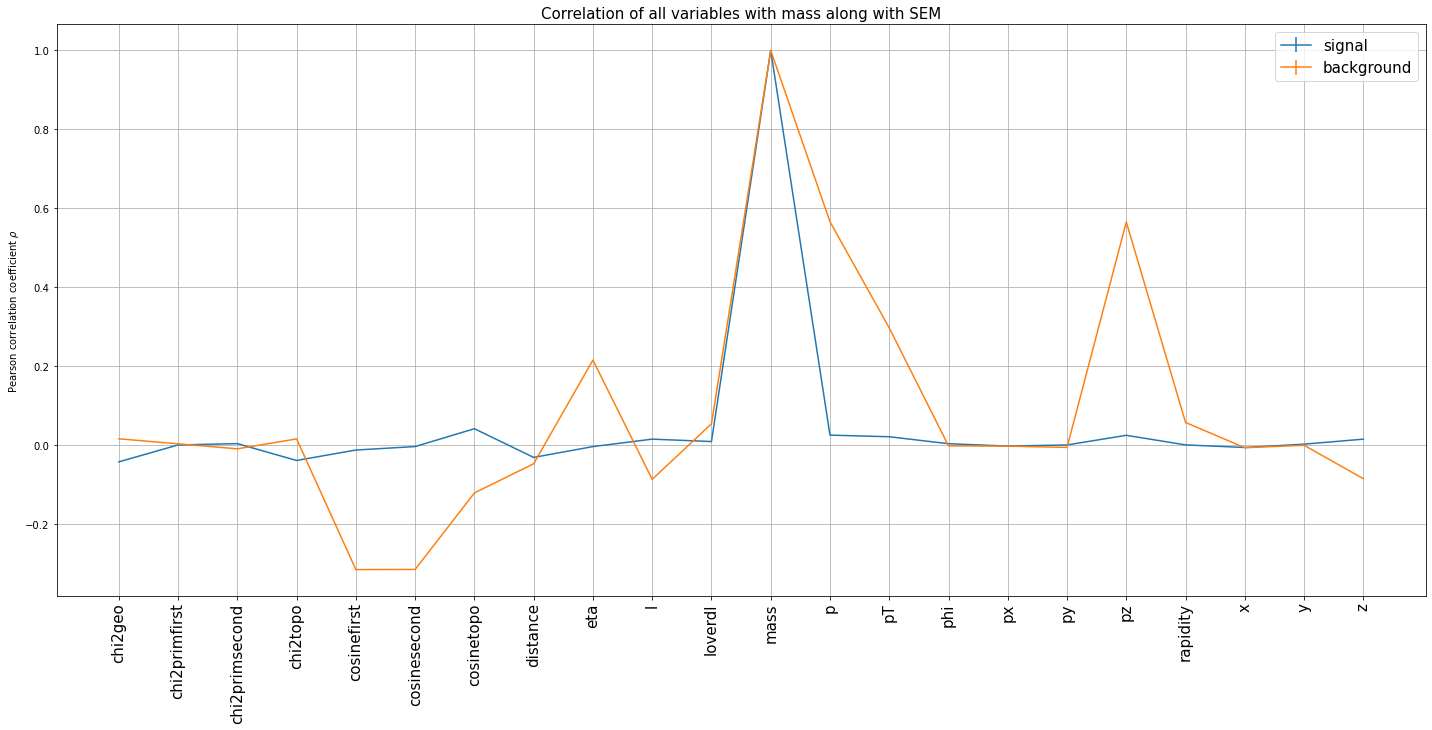 Correlation of all variables with mass along with SEM
signal
background
Pearson correlation coefficient ρ
1.0
0.8
0.6
0.4
0.2
0.0
−0.2
chi2geo
chi2primfirst
chi2primsecond
chi2topo
cosinefirst
cosinesecond
cosinetopo
distance
eta
l
loverdl
mass
p
pT
phi
px
py
pz
rapidity
x
y
z